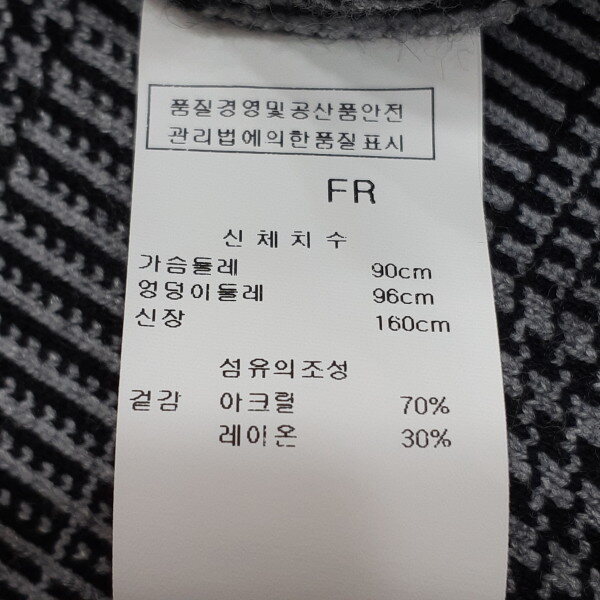 품질경영및공산품안전
관리법에의한품질표시
FR
신체치수
가슴둘레 90cm
엉덩이둘레 96cm
신장 160cm
섬유의조성
겉감 아크릴 70%
레이온 30%